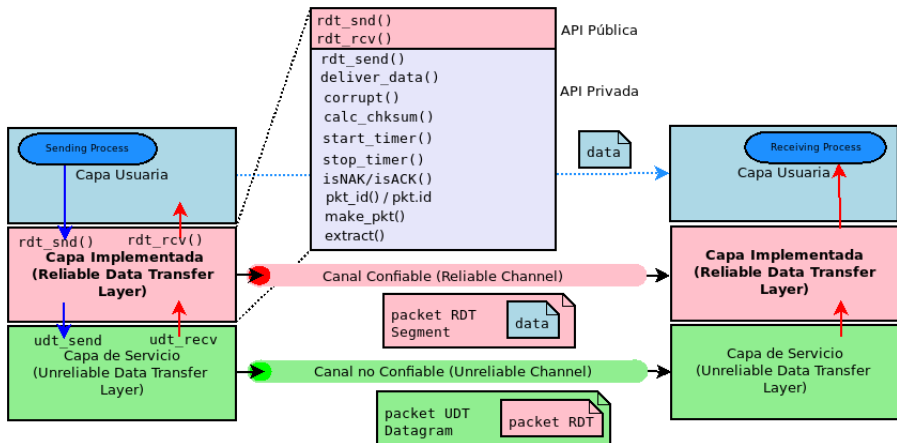 rdt_snd()
rdt_rcv()
API Pública
rdt_send()
deliver_data()
corrupt()
calc_chksum()
start_timer()
stop_timer()
isNAK/isACK()
pkt_id() / pkt.id
make_pkt()
extract()
API Privada
Sending Process
Capa Usuaria
data
Receiving Process
Capa Usuaria
rdt_snd()
rdt_rcv()
Capa Implementada
(Reliable Data Transfer
Layer)
Canal Confiable (Reliable Channel)
Capa Implementada
(Reliable Data Transfer
Layer)
packet RDT
Segment
data
udt_send
udt_recv
Capa de Servicio
(Unreliable Data Transfer
Layer)
Canal no Confiable (Unreliable Channel)
Capa de Servicio
(Unreliable Data Transfer
Layer)
packet UDT
Datagram
packet RDT